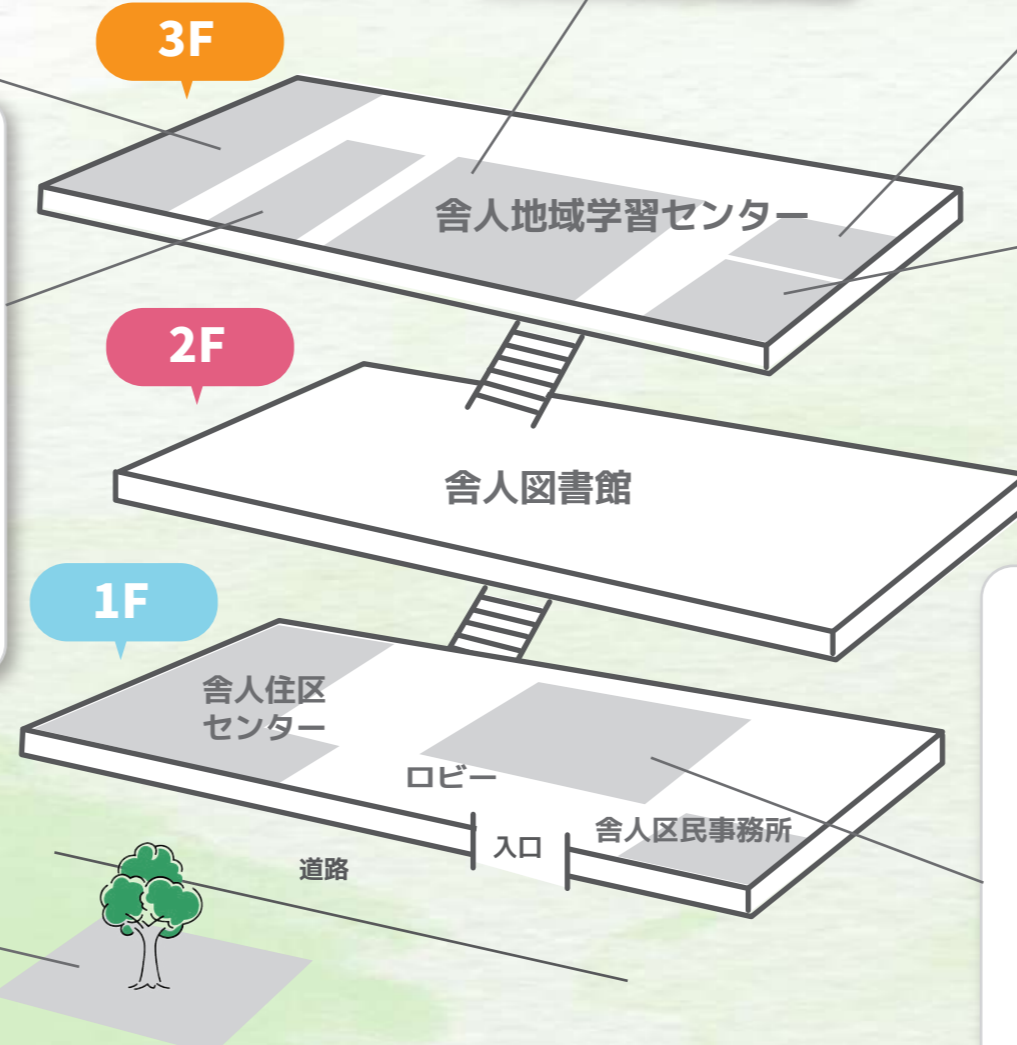 3F
舎人地域学習センター
2F
舎人図書館
1F
舎人住区
センター
ロビー
舎人区民事務所
入口
道路